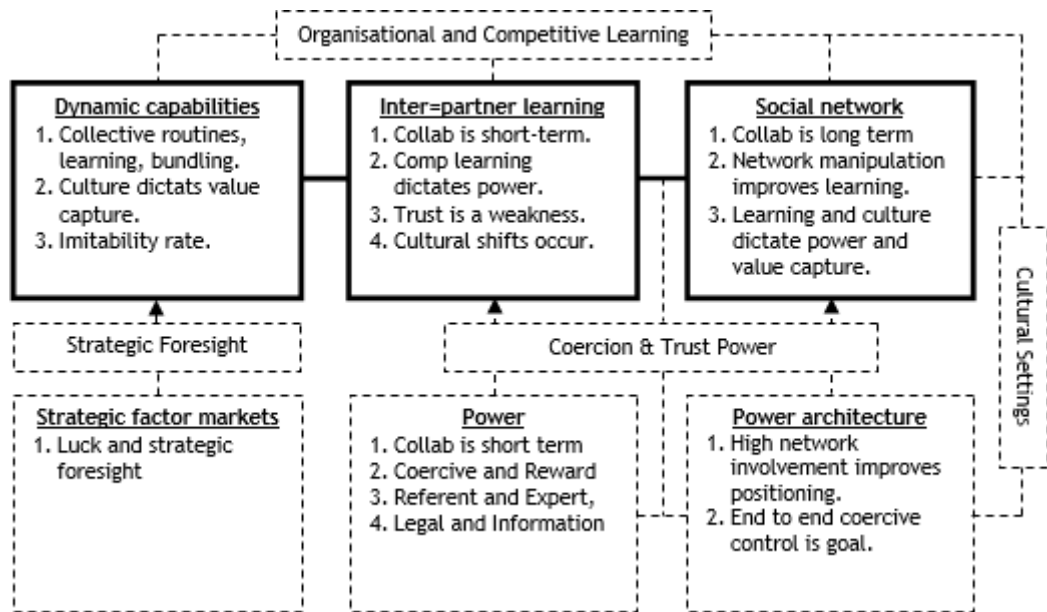 Organisational and Competitive Learning
Dynamic capabilities
1. Collective routines,
learning, bundling.
2. Culture dictats value
capture.
3. Imitability rate.
Inter=partner learning
1. Collab is short-term.
2. Comp learning
dictates power.
3. Trust is a weakness.
4. Cultural shifts occur.
Social network
1. Collab is long term
2. Network manipulation
improves learning.
3. Learning and culture
dictate power and
value capture.
Strategic Foresight
Coercion & Trust Power
Cultural Settings
Strategic factor markets
1. Luck and strategic
foresight
Power
1. Collab is short term
2. Coercive and Reward
3. Referent and Expert,
4. Legal and Information
Power architecture
1. High network
involvement improves
positioning.
2. End to end coercive
control is goal.